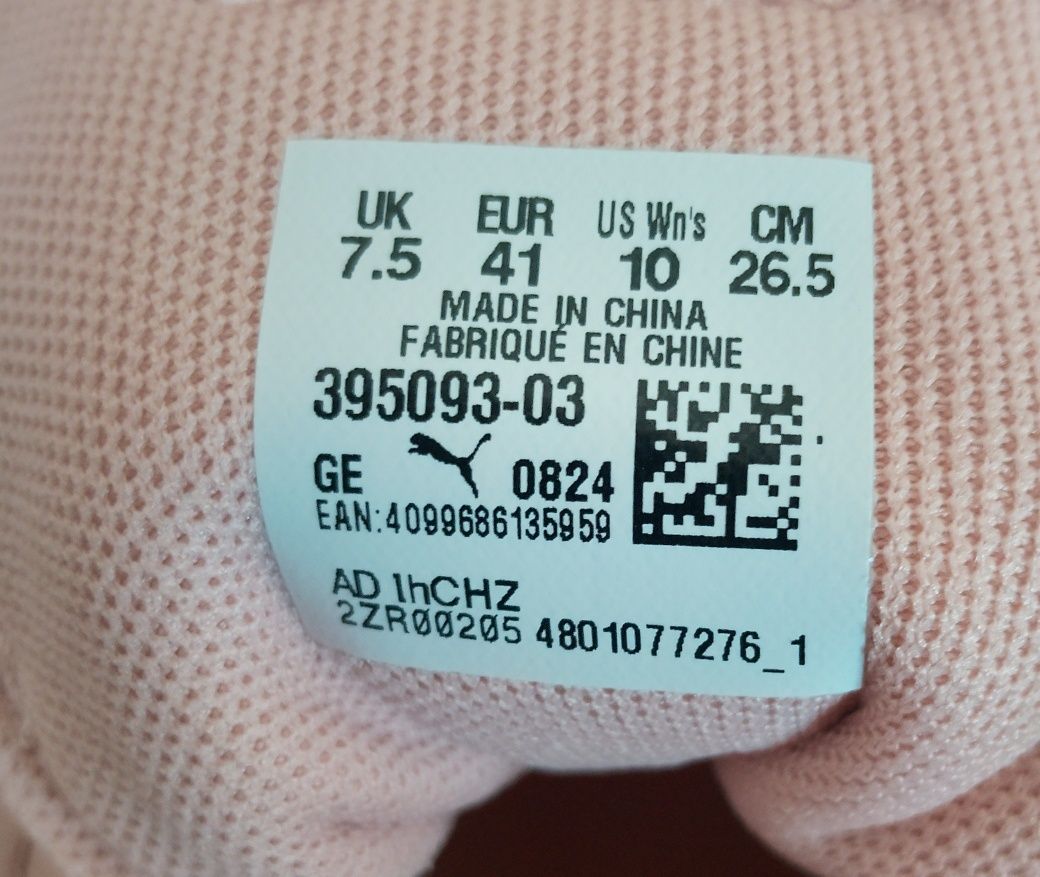 UK EUR US Wn's CM
7.5 41 10 26.5
MADE IN CHINA
FABRIQUÉ EN CHINE
395093-03
GE 0824
EAN:4099686135959
AD 1hCHZ
2ZR00205 4801077276_1